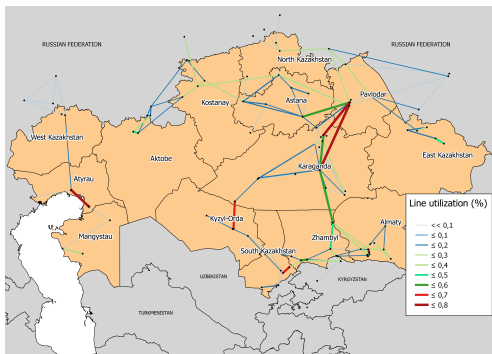 RUSSIAN FEDERATION
RUSSIAN FEDERATION
North Kazakhstan
Kostanay
Astana
Pavlodar
West Kazakhstan
Aktobe
East Kazakhstan
Karaganda
Atyrau
Mangystau
Kyzyl-Orda
South Kazakhstan
Zhambyl
Almaty
UZBEKISTAN
KYRGYZSTAN
TURKMENISTAN
Line utilization (%)
<< 0,1
≤ 0,1
≤ 0,2
≤ 0,3
≤ 0,4
≤ 0,5
≤ 0,6
≤ 0,7
≤ 0,8